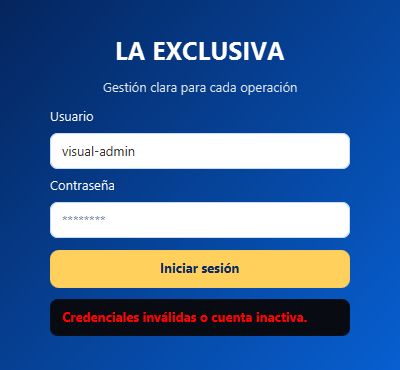 LA EXCLUSIVA
Gestión clara para cada operación
Usuario
visual-admin
Contraseña
********
Iniciar sesión
Credenciales inválidas o cuenta inactiva.